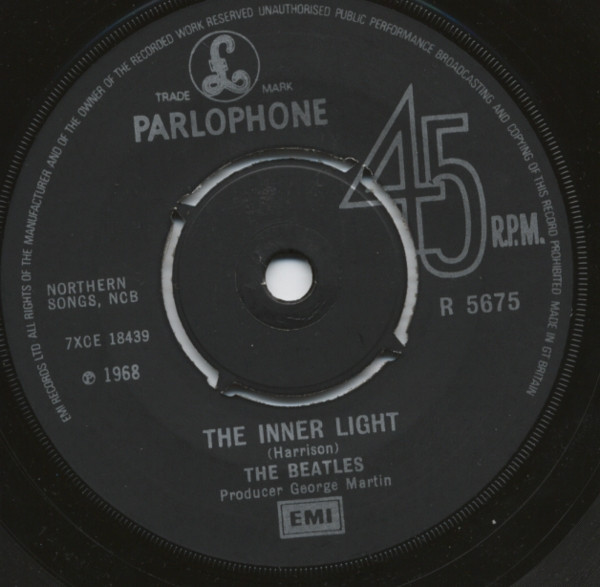 EMI RECORDS LTD ALL RIGHTS OF THE MANUFACTURER AND OF THE OWNER OF THE RECORDED WORK RESERVED UNAUTHORISED PUBLIC PERFORMANCE BROADCASTING AND COPYING OF THIS RECORD PROHIBITED MADE IN GT BRITAIN
£
TRADE MARK
PARLOPHONE
45
R.P.M.
NORTHERN
SONGS, NCB
R 5675
7XCE 18439
℗ 1968
THE INNER LIGHT
(Harrison)
THE BEATLES
Producer George Martin
EMI